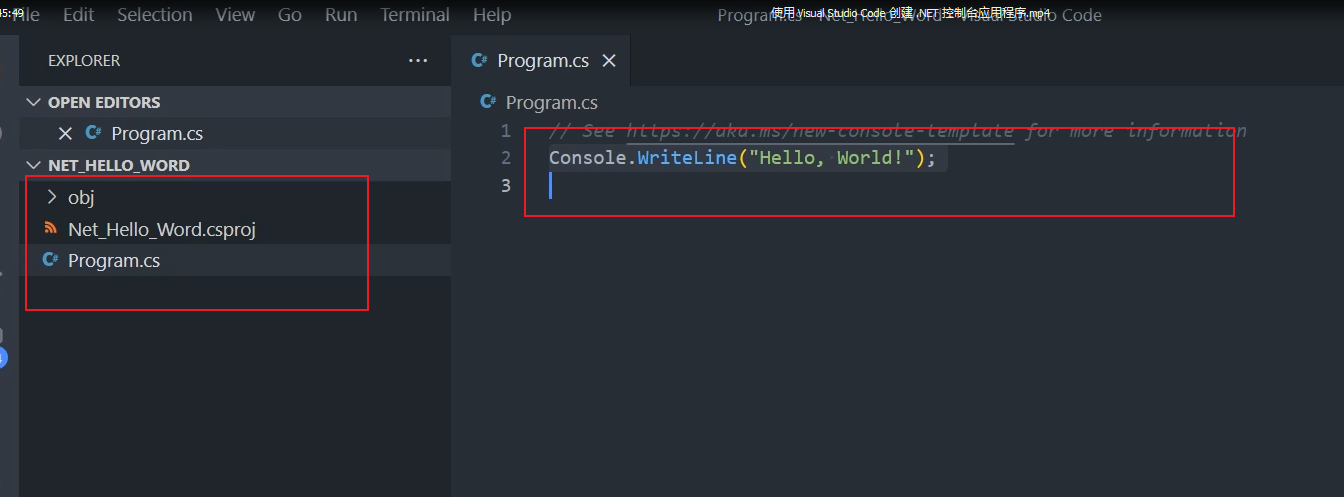 45:49
File Edit Selection View Go Run Terminal Help
使用 Visual Studio Code 创建 .NET 控制台应用程序.mp4
Program.cs - Net_Hello_Word - Visual Studio Code
EXPLORER
OPEN EDITORS
Program.cs
NET_HELLO_WORD
obj
Net_Hello_Word.csproj
Program.cs
Program.cs
Program.cs
1 // See https://aka.ms/new-console-template for more information
2 Console.WriteLine("Hello, World!");
3